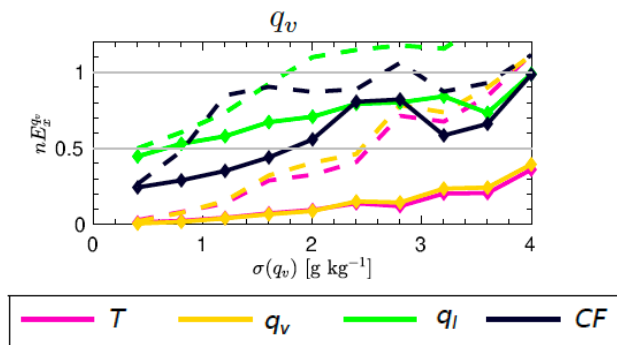 q_v
1
0.5
0
nE_x^{q_v}
0 1 2 3 4
σ(q_v) [g kg⁻¹]
T q_v q_l CF